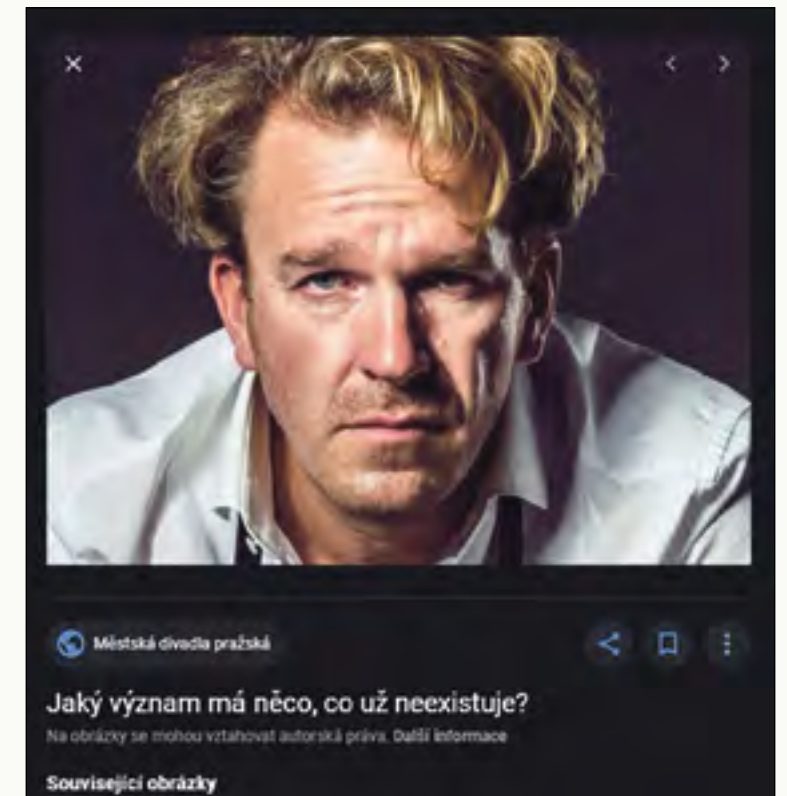 Městská divadla pražská
Jaký význam má něco, co už neexistuje?
Na obrázky se mohou vztahovat autorská práva. Další informace
Související obrázky